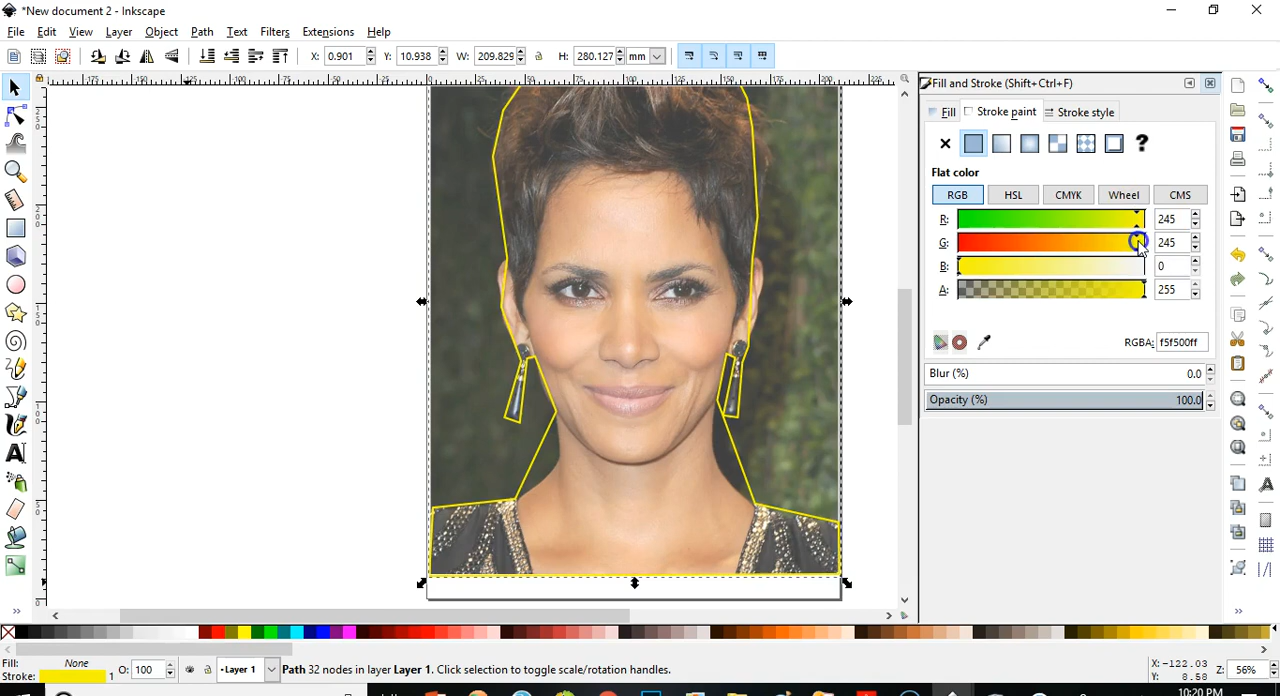 *New document 2 - Inkscape
File Edit View Layer Object Path Text Filters Extensions Help
X: 0.901 Y: 10.938 W: 209.829 H: 280.127 mm
Fill and Stroke (Shift+Ctrl+F)
Fill Stroke paint Stroke style
?
Flat color
RGB HSL CMYK Wheel CMS
R: 245
G: 245
B: 0
A: 255
RGBA: f5f500ff
Blur (%) 0.0
Opacity (%) 100.0
Fill: None
Stroke: 1 O: 100 Layer 1 Path 32 nodes in layer Layer 1. Click selection to toggle scale/rotation handles.
X: -122.03
Y: 8.58
Z: 56%
10:20 PM